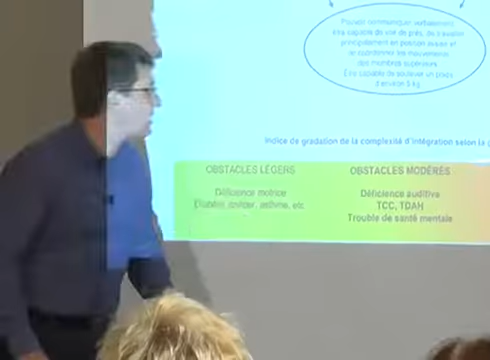 Pouvoir communiquer verbalement,
être capable de voir de près, de travailler
principalement en position assise et
de coordonner les mouvements
des membres supérieurs.
Être capable de soulever un poids
d'environ 5 kg
Indice de gradation de la complexité d'intégration selon la
OBSTACLES LÉGERS
Déficience motrice
Diabète, cancer, asthme, etc.
OBSTACLES MODÉRÉS
Déficience auditive
TCC, TDAH
Trouble de santé mentale